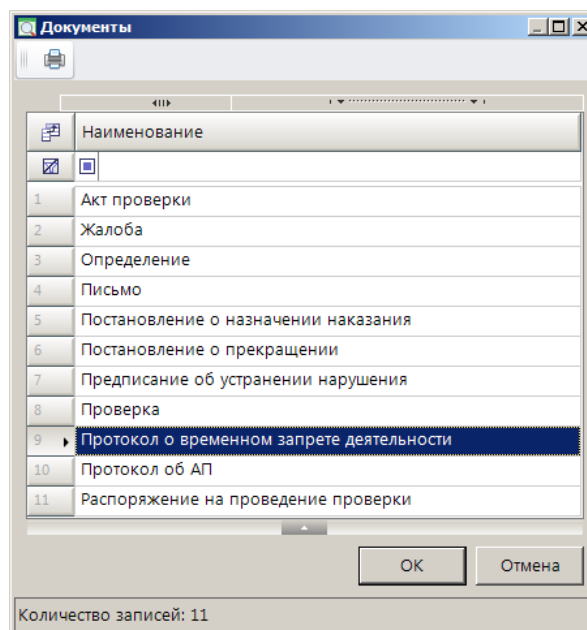 Документы
Наименование
1 Акт проверки
2 Жалоба
3 Определение
4 Письмо
5 Постановление о назначении наказания
6 Постановление о прекращении
7 Предписание об устранении нарушения
8 Проверка
9 Протокол о временном запрете деятельности
10 Протокол об АП
11 Распоряжение на проведение проверки
OK Отмена
Количество записей: 11